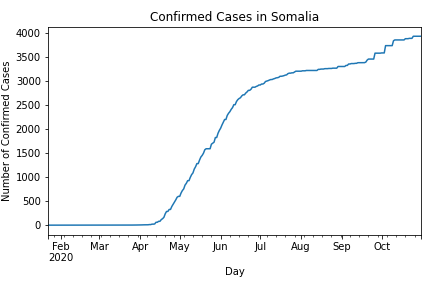 Confirmed Cases in Somalia
Number of Confirmed Cases
4000
3500
3000
2500
2000
1500
1000
500
0
Feb Mar Apr May Jun Jul Aug Sep Oct
2020
Day